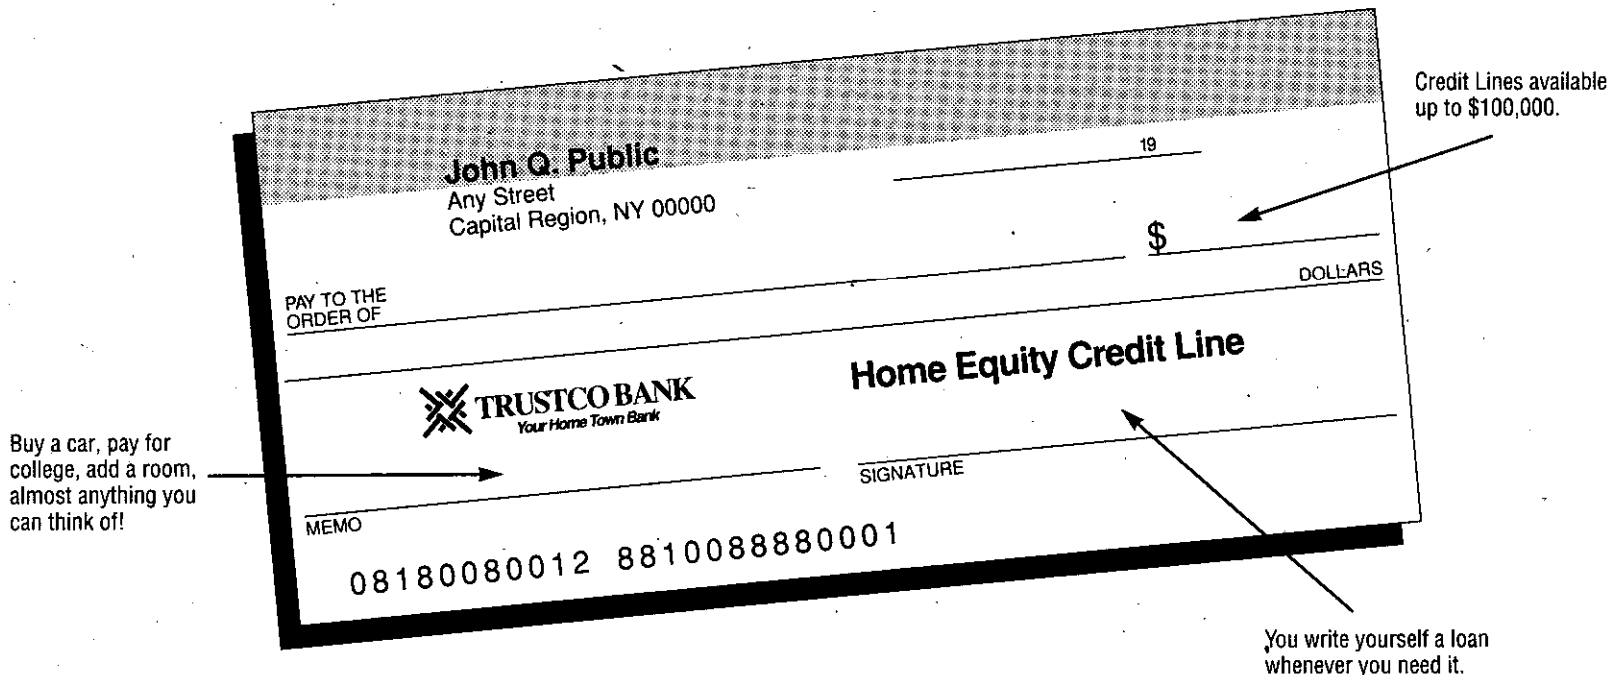 Credit Lines available
up to $100,000.
John Q. Public
Any Street
Capital Region, NY 00000
19
$
PAY TO THE
ORDER OF
DOLLARS
TRUSTCO BANK
Your Home Town Bank
Home Equity Credit Line
Buy a car, pay for
college, add a room,
almost anything you
can think of!
MEMO
SIGNATURE
08180080012 8810088880001
You write yourself a loan
whenever you need it.